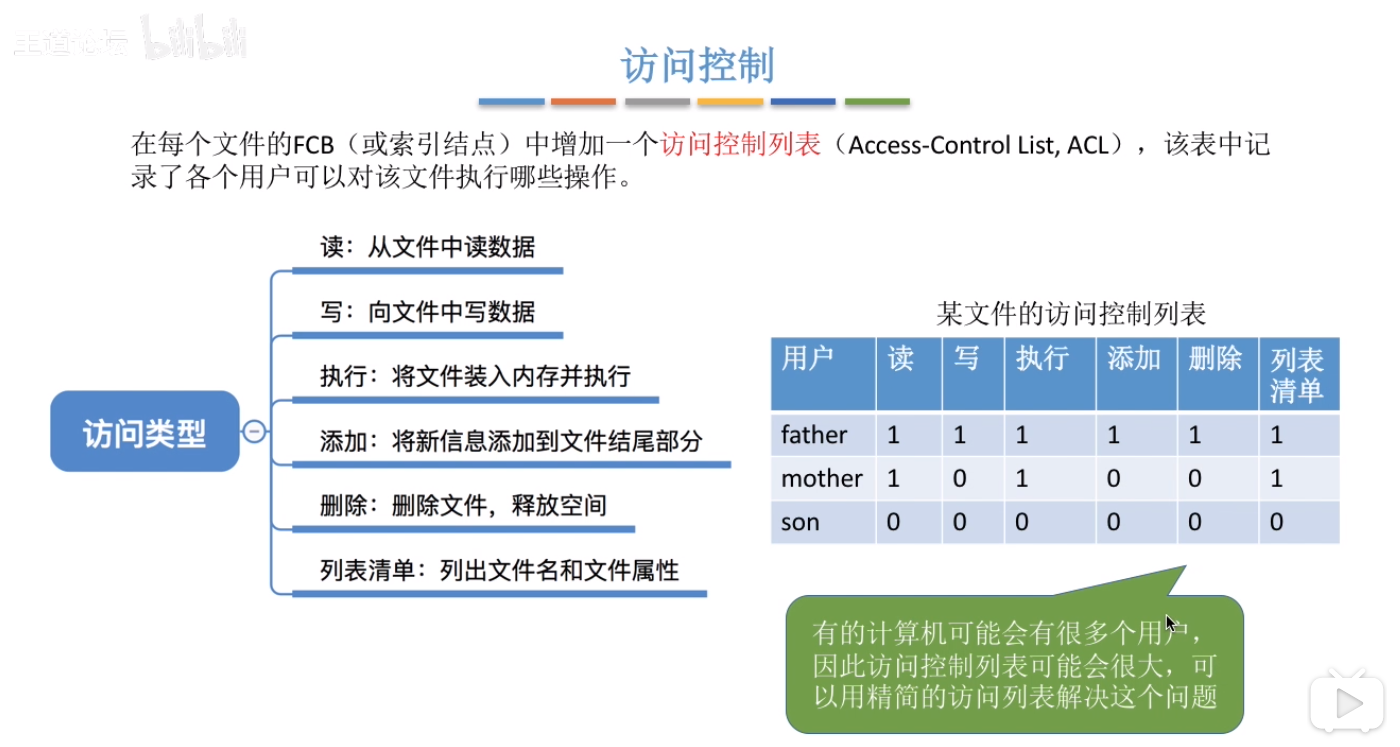 王道论坛 bilibili
访问控制
在每个文件的FCB（或索引结点）中增加一个访问控制列表（Access-Control List, ACL），该表中记
录了各个用户可以对该文件执行哪些操作。
访问类型
读：从文件中读数据
写：向文件中写数据
执行：将文件装入内存并执行
添加：将新信息添加到文件结尾部分
删除：删除文件，释放空间
列表清单：列出文件名和文件属性
某文件的访问控制列表
用户 读 写 执行 添加 删除 列表
清单
father 1 1 1 1 1 1
mother 1 0 1 0 0 1
son 0 0 0 0 0 0
有的计算机可能会有很多个用户，
因此访问控制列表可能会很大，可
以用精简的访问列表解决这个问题